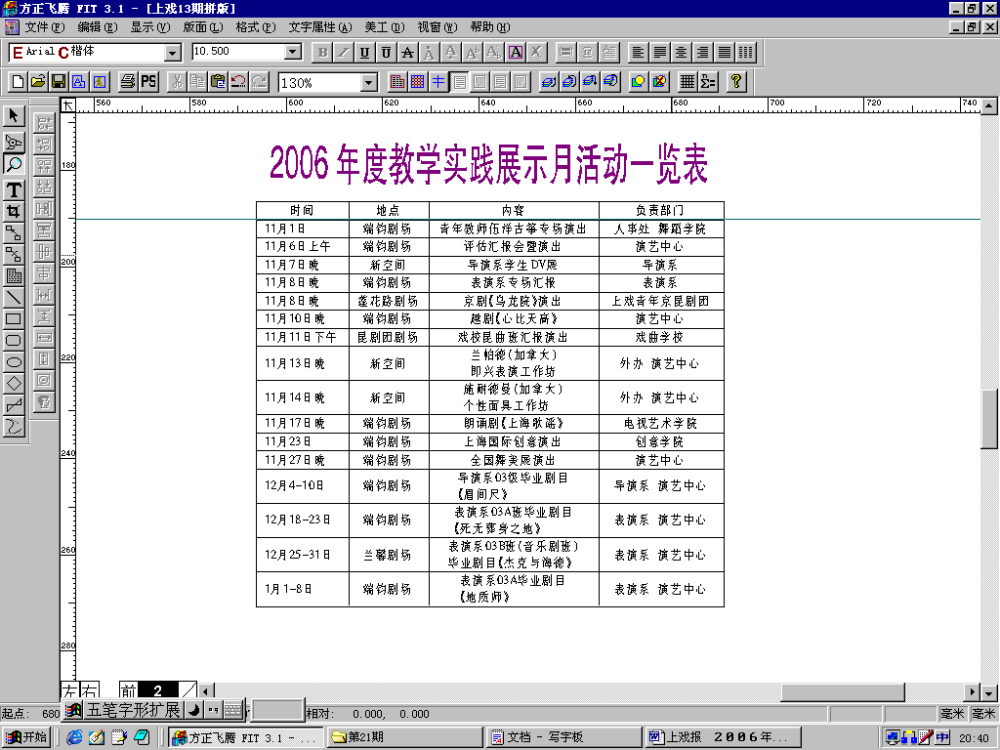 方正飞腾 FIT 3.1 - [上戏13期拼版]
文件(F) 编辑(E) 显示(V) 版面(L) 格式(P) 文字属性(A) 美工(D) 视窗(W) 帮助(H)
E Arial C 楷体 10.500
PS 130%
560 580 600 620 640 660 680 700 720 740
180
200
220
240
260
280
2006年度教学实践展示月活动一览表
时间 地点 内容 负责部门
11月1日 端钧剧场 青年教师伍洋古筝专场演出 人事处 舞蹈学院
11月6日上午 端钧剧场 评估汇报会暨演出 演艺中心
11月7日晚 新空间 导演系学生DV展 导演系
11月8日晚 端钧剧场 表演系专场汇报 表演系
11月8日晚 莲花路剧场 京剧《乌龙院》演出 上戏青年京昆剧团
11月10日晚 端钧剧场 越剧《心比天高》 演艺中心
11月11日下午 昆剧团剧场 戏校昆曲班汇报演出 戏曲学校
11月13日晚 新空间 兰帕德(加拿大) 外办 演艺中心
即兴表演工作坊
11月14日晚 新空间 施耐德曼(加拿大) 外办 演艺中心
个性面具工作坊
11月17日晚 端钧剧场 朗诵剧《上海歌谣》 电视艺术学院
11月23日 端钧剧场 上海国际创意演出 创意学院
11月27日晚 端钧剧场 全国舞美展演出 演艺中心
12月4-10日 端钧剧场 导演系03级毕业剧目 导演系 演艺中心
《眉间尺》
12月18-23日 端钧剧场 表演系03A班毕业剧目 表演系 演艺中心
《死无葬身之地》
12月25-31日 兰馨剧场 表演系03B班(音乐剧班) 表演系 演艺中心
毕业剧目《杰克与海德》
1月1-8日 端钧剧场 表演系03A毕业剧目 表演系 演艺中心
《地质师》
左 右 前 2
起点: 680 五笔字形扩展 相对: 0.000, 0.000 毫米 毫米
开始 方正飞腾 FIT 3.1 - ... 第21期 文档 - 写字板 上戏报 2006年... 中 20:40